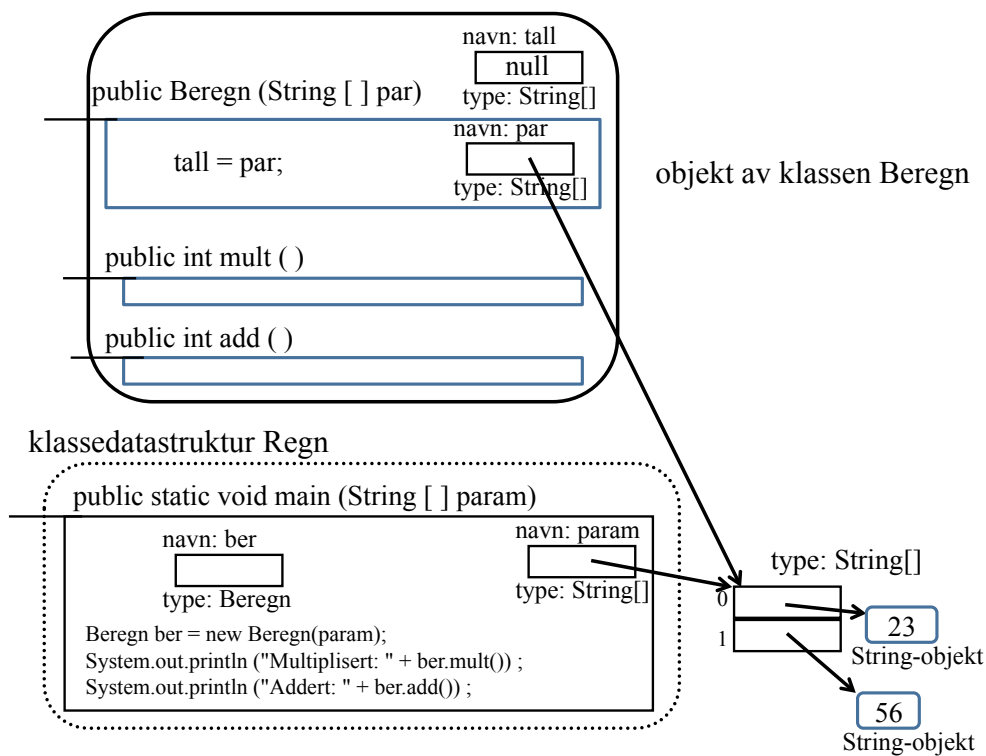 navn: tall
null
type: String[]
public Beregn (String [ ] par)
navn: par
tall = par;
type: String[]
objekt av klassen Beregn
public int mult ( )
public int add ( )
klassedatastruktur Regn
public static void main (String [ ] param)
navn: ber
type: Beregn
navn: param
type: String[]
Beregn ber = new Beregn(param);
System.out.println ("Multiplisert: " + ber.mult()) ;
System.out.println ("Addert: " + ber.add()) ;
type: String[]
0
1
23
String-objekt
56
String-objekt